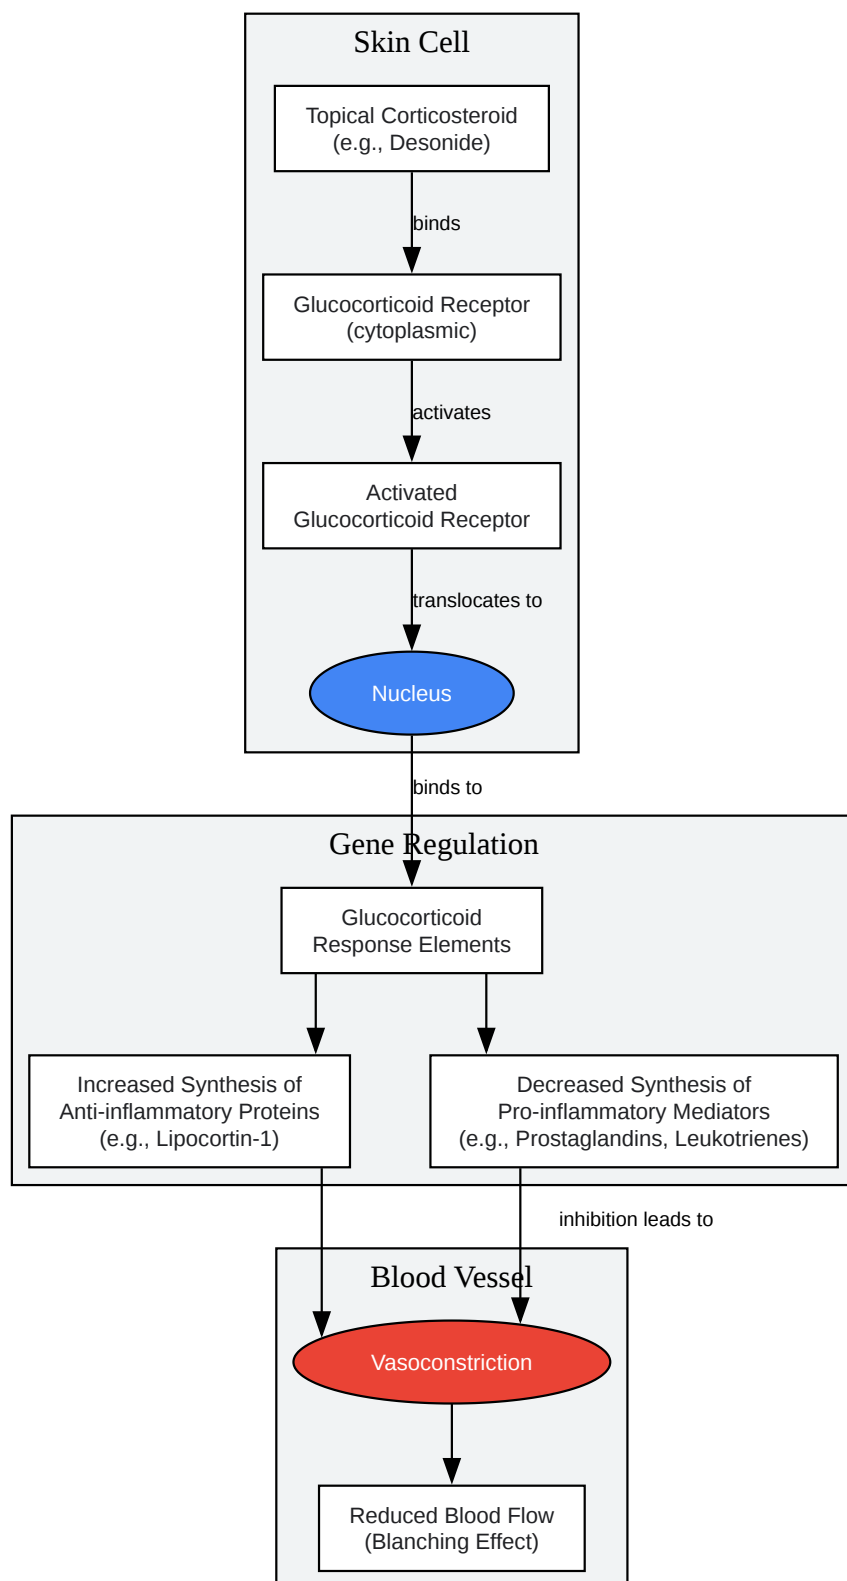 Skin Cell
Topical Corticosteroid
(e.g., Desonide)
binds
Glucocorticoid Receptor
(cytoplasmic)
activates
Activated
Glucocorticoid Receptor
translocates to
Nucleus
binds to
Gene Regulation
Glucocorticoid
Response Elements
Increased Synthesis of
Anti-inflammatory Proteins
(e.g., Lipocortin-1)
Decreased Synthesis of
Pro-inflammatory Mediators
(e.g., Prostaglandins, Leukotrienes)
inhibition leads to
Blood Vessel
Vasoconstriction
Reduced Blood Flow
(Blanching Effect)